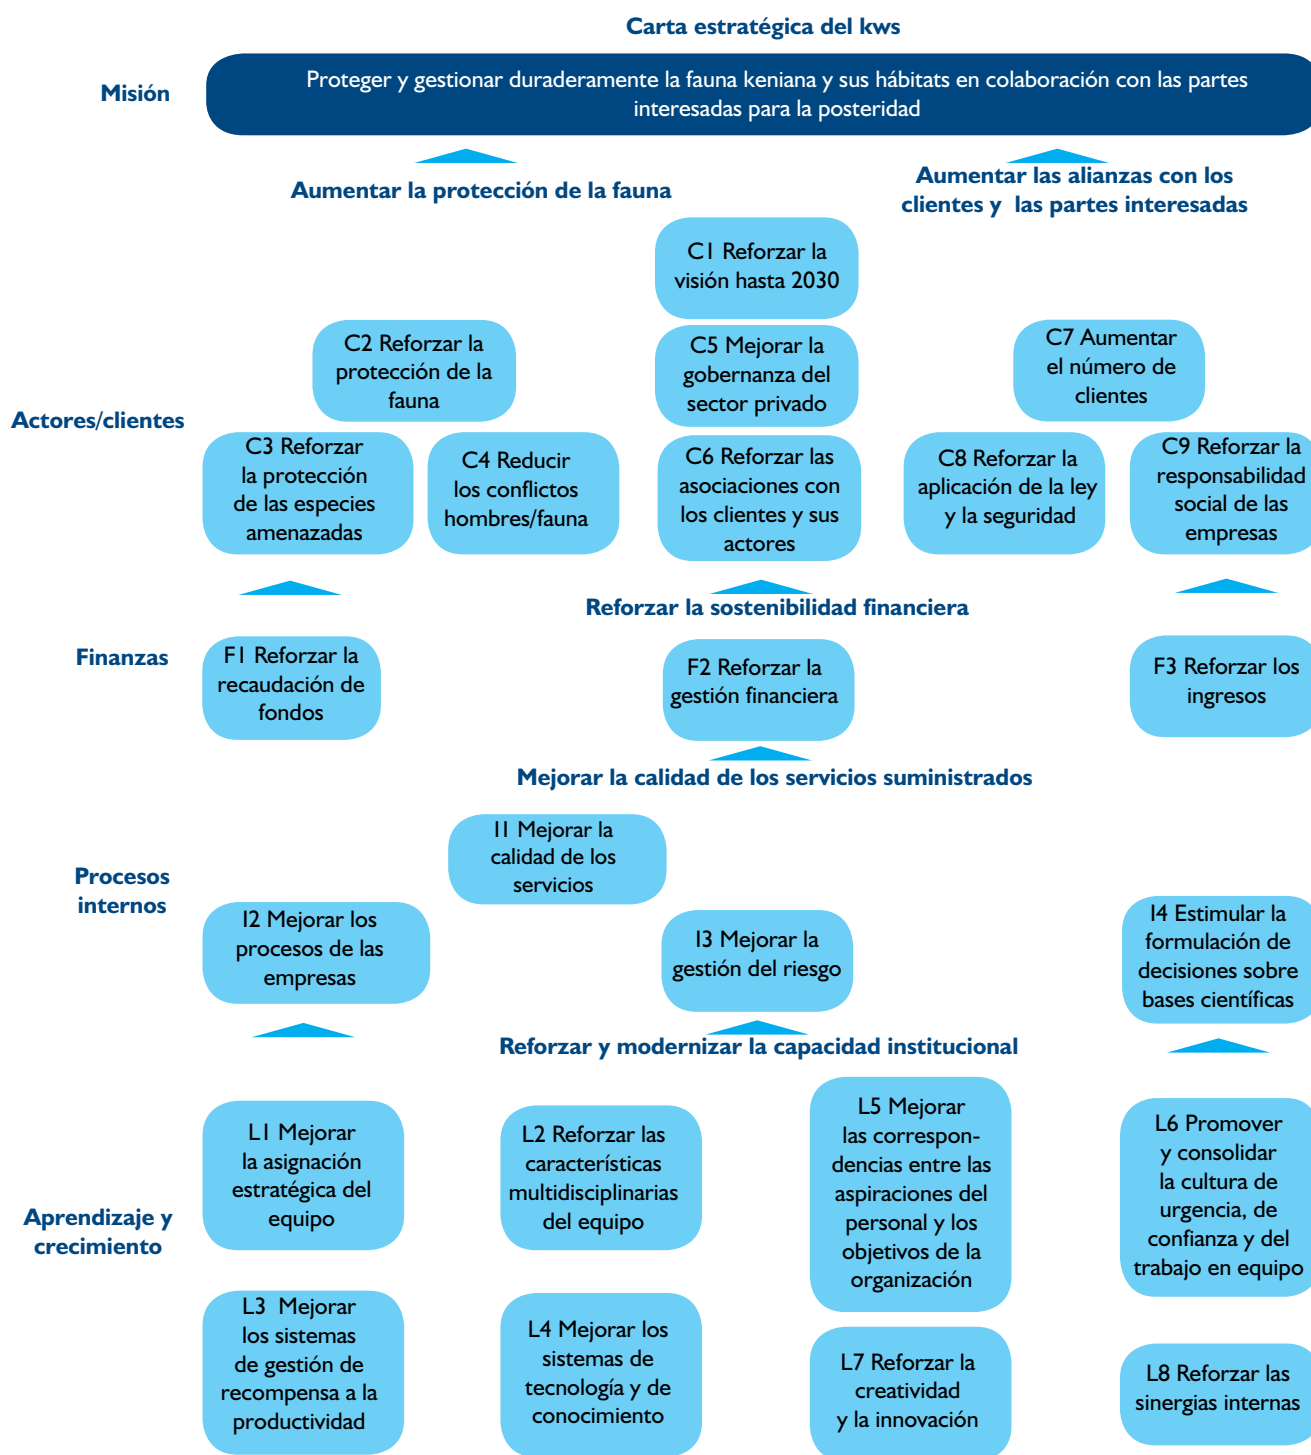 Carta estratégica del kws
Misión
Proteger y gestionar duraderamente la fauna keniana y sus hábitats en colaboración con las partes
interesadas para la posteridad
Aumentar la protección de la fauna
Aumentar las alianzas con los
clientes y las partes interesadas
Actores/clientes
C1 Reforzar la
visión hasta 2030
C2 Reforzar la
protección de la
fauna
C5 Mejorar la
gobernanza del
sector privado
C7 Aumentar
el número de
clientes
C3 Reforzar
la protección
de las especies
amenazadas
C4 Reducir
los conflictos
hombres/fauna
C6 Reforzar las
asociaciones con
los clientes y sus
actores
C8 Reforzar la
aplicación de la ley
y la seguridad
C9 Reforzar la
responsabilidad
social de las
empresas
Reforzar la sostenibilidad financiera
Finanzas
F1 Reforzar la
recaudación de
fondos
F2 Reforzar la
gestión financiera
F3 Reforzar los
ingresos
Mejorar la calidad de los servicios suministrados
Procesos
internos
I1 Mejorar la
calidad de los
servicios
I2 Mejorar los
procesos de las
empresas
I3 Mejorar la
gestión del riesgo
I4 Estimular la
formulación de
decisiones sobre
bases científicas
Reforzar y modernizar la capacidad institucional
Aprendizaje y
crecimiento
L1 Mejorar
la asignación
estratégica del
equipo
L2 Reforzar las
características
multidisciplinarias
del equipo
L5 Mejorar
las correspon-
dencias entre las
aspiraciones del
personal y los
objetivos de la
organización
L6 Promover
y consolidar
la cultura de
urgencia, de
confianza y del
trabajo en equipo
L3 Mejorar
los sistemas
de gestión de
recompensa a la
productividad
L4 Mejorar los
sistemas de
tecnología y de
conocimiento
L7 Reforzar la
creatividad
y la innovación
L8 Reforzar las
sinergias internas